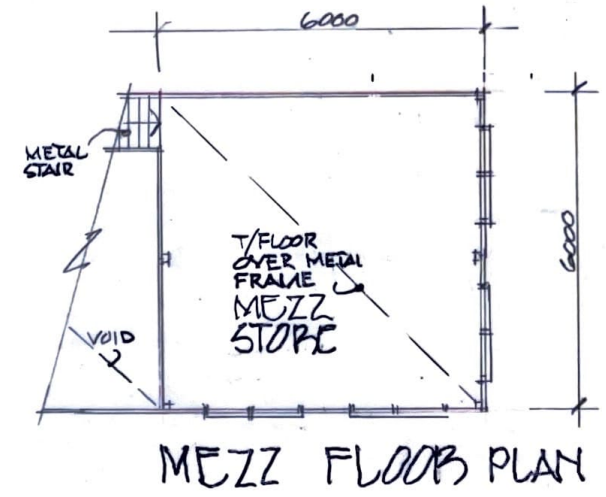 6000
METAL
STAIR
T/FLOOR
OVER METAL
FRAME
MEZZ
STORE
6000
VOID
MEZZ FLOOR PLAN